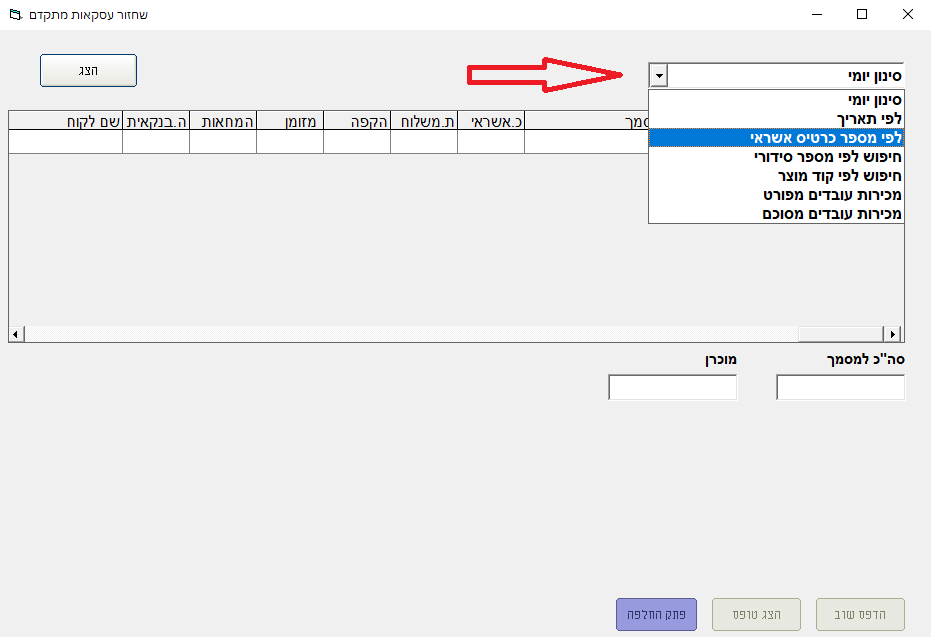 שחזור עסקאות מתקדם
סינון יומי
הצג
סינון יומי
לפי תאריך
לפי מספר כרטיס אשראי
חיפוש לפי מספר סידורי
חיפוש לפי קוד מוצר
מכירות עובדים מפורט
מכירות עובדים מסוכם
כ.אשראי ת.משלוח הקפה מזומן המחאות ה.בנקאית שם לקוח
סה"כ למסמך
מוכרן
הדפס שוב
הצג טופס
פתק החלפה